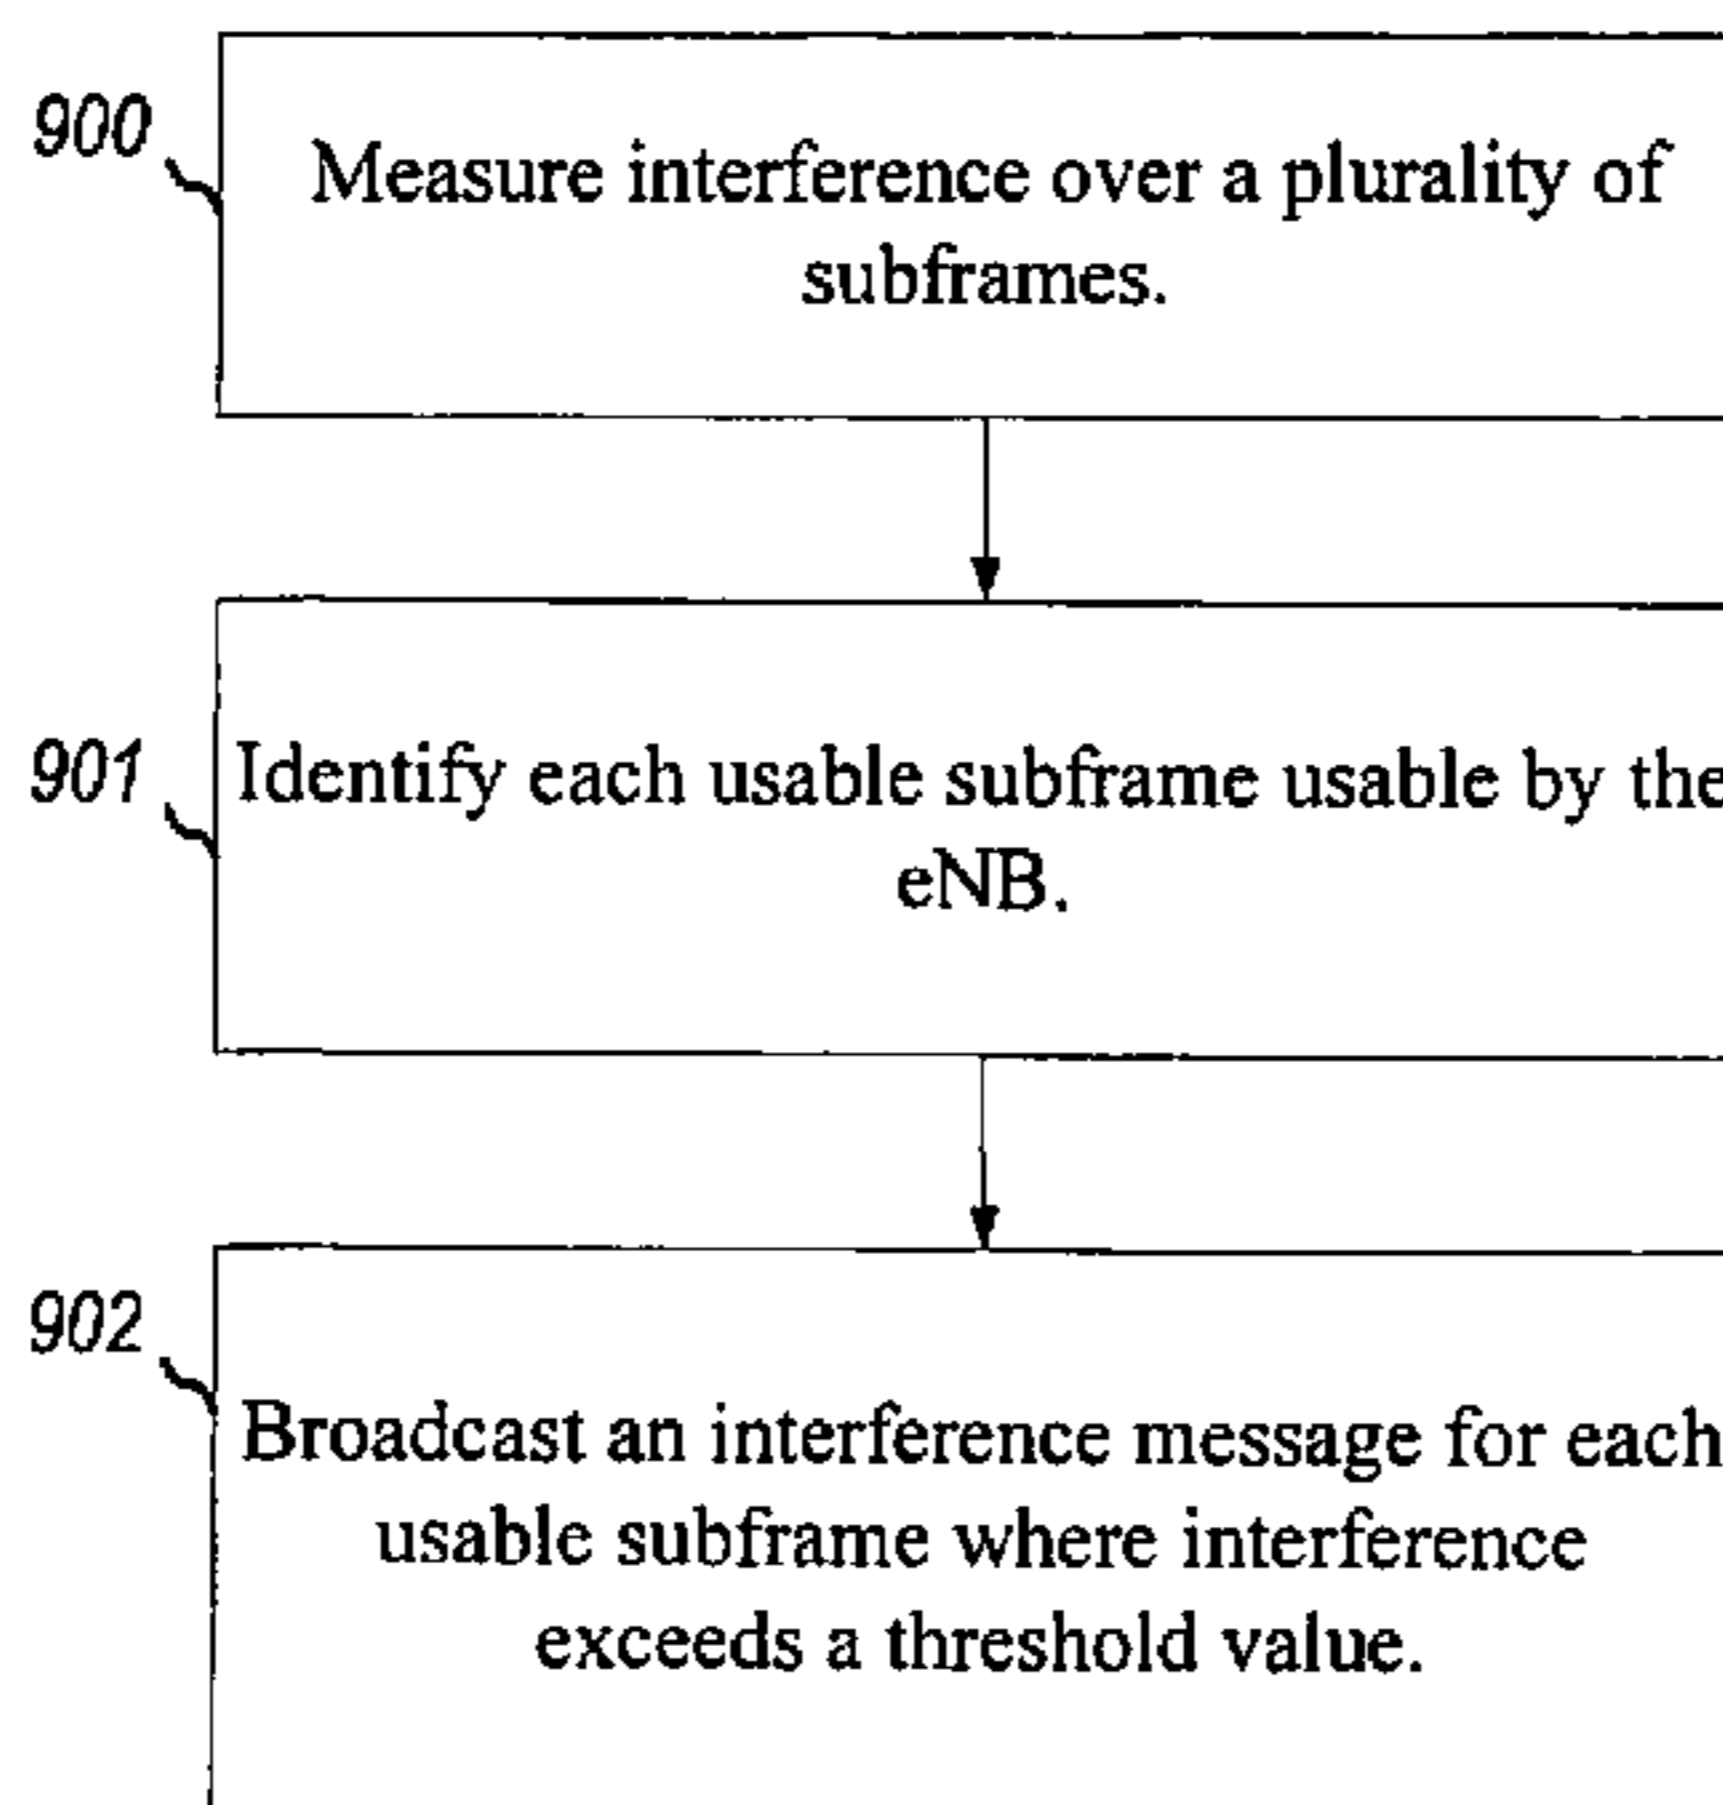 900
Measure interference over a plurality of
subframes.
901
Identify each usable subframe usable by the
eNB.
902
Broadcast an interference message for each
usable subframe where interference
exceeds a threshold value.